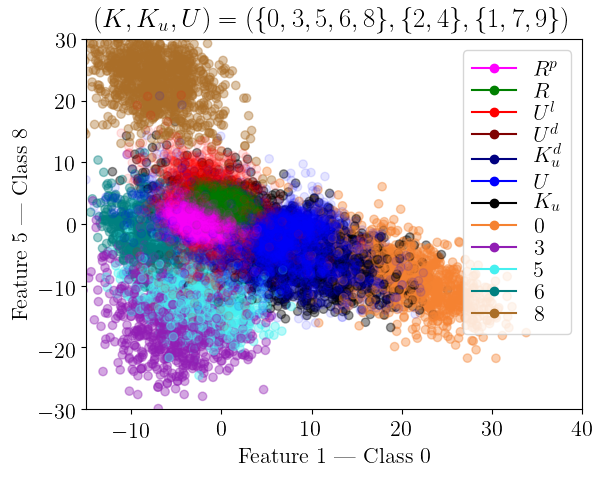 (K, K_u, U) = ({0, 3, 5, 6, 8}, {2, 4}, {1, 7, 9})
30
20
10
0
−10
−20
−30
Feature 5 — Class 8
−10
0
10
20
30
40
Feature 1 — Class 0
R^p
R
U^l
U^d
K_u^d
U
K_u
0
3
5
6
8